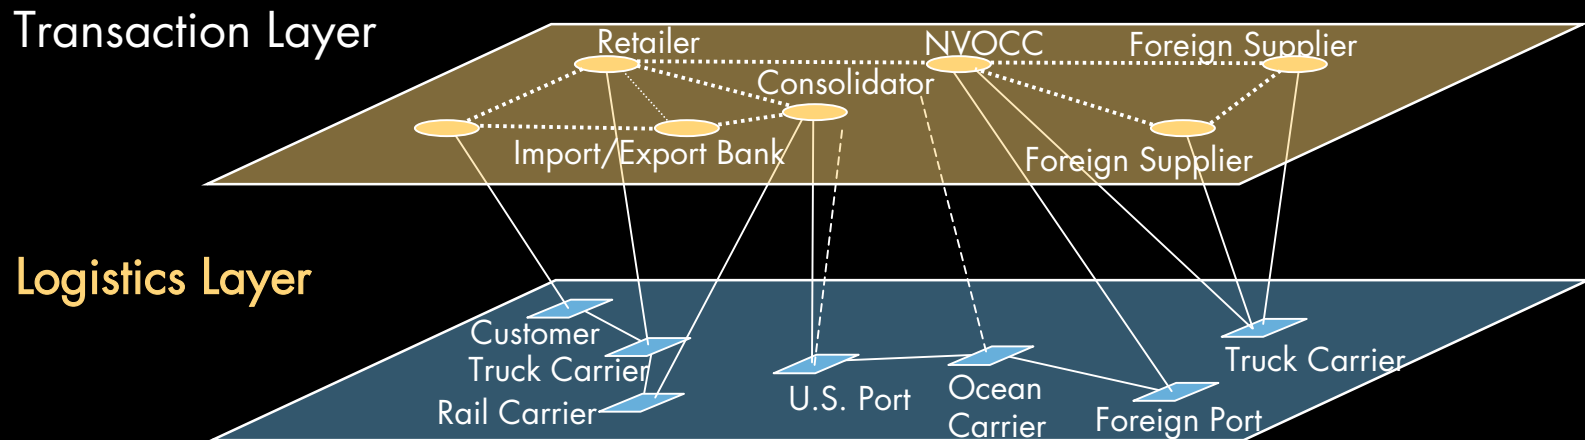 Transaction Layer
Retailer
NVOCC
Foreign Supplier
Consolidator
Import/Export Bank
Foreign Supplier
Logistics Layer
Customer
Truck Carrier
Rail Carrier
U.S. Port
Ocean
Carrier
Foreign Port
Truck Carrier